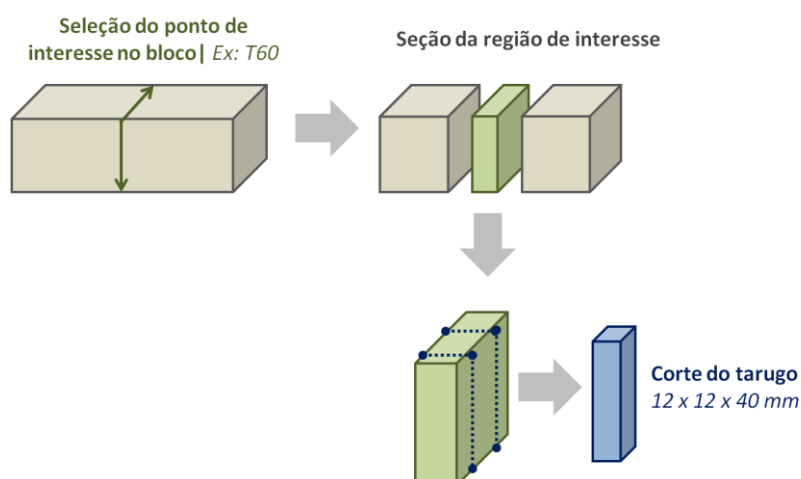 Seleção do ponto de
interesse no bloco| Ex: T60
Seção da região de interesse
Corte do tarugo
12 x 12 x 40 mm